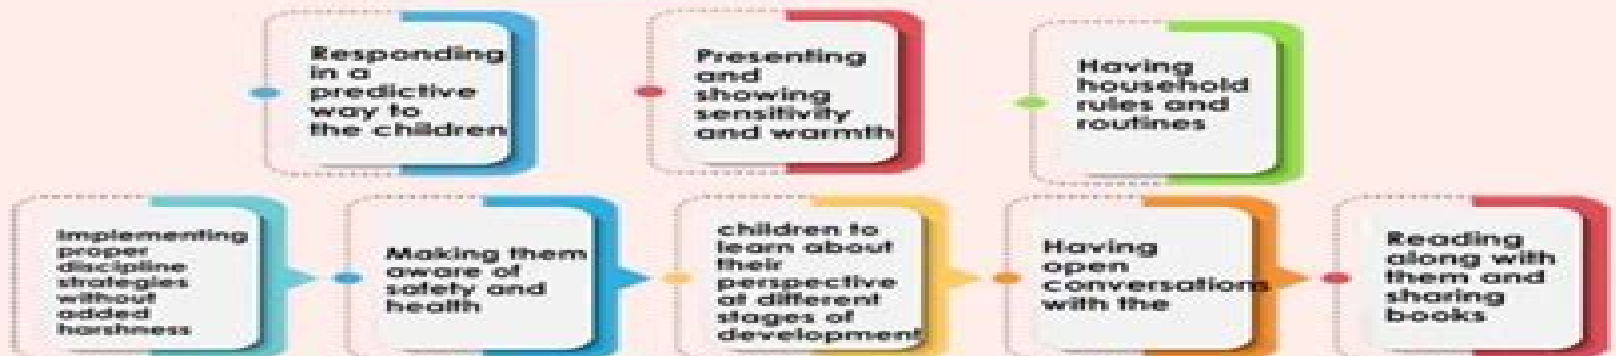 Responding
in a
predictive
way to
the children
Presenting
and
showing
sensitivity
and warmth
Having
household
rules and
routines
Implementing
proper
discipline
strategies
without
added
harshness
Making them
aware of
safety and
health
children to
learn about
their
perspective
at different
stages of
development
Having
open
conversations
with the
Reading
along with
them and
sharing
books